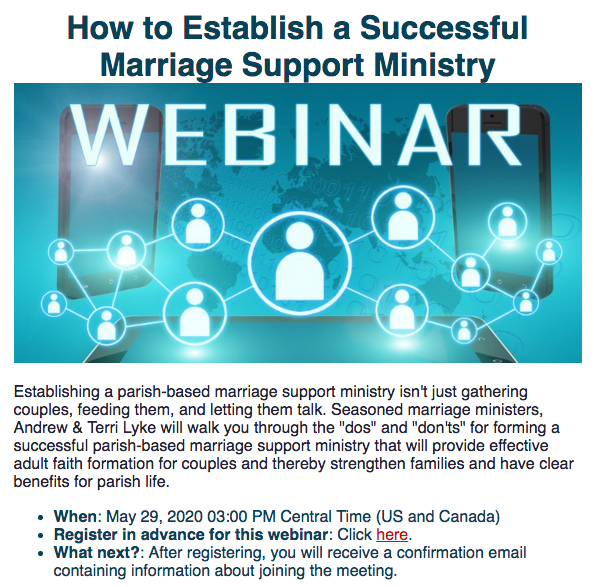 How to Establish a Successful
Marriage Support Ministry
WEBINAR
Establishing a parish-based marriage support ministry isn't just gathering
couples, feeding them, and letting them talk. Seasoned marriage ministers,
Andrew & Terri Lyke will walk you through the "dos" and "don'ts" for forming a
successful parish-based marriage support ministry that will provide effective
adult faith formation for couples and thereby strengthen families and have clear
benefits for parish life.
• When: May 29, 2020 03:00 PM Central Time (US and Canada)
• Register in advance for this webinar: Click here.
• What next?: After registering, you will receive a confirmation email
containing information about joining the meeting.